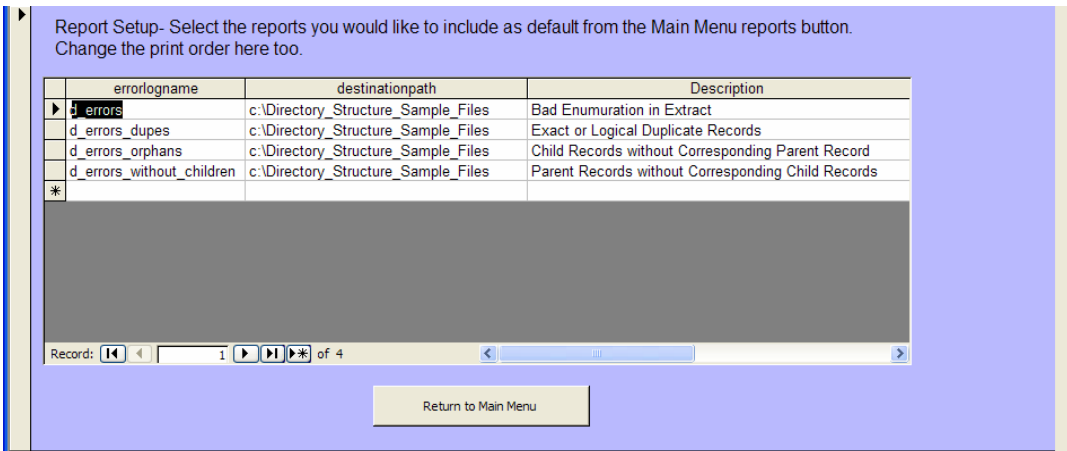 Report Setup- Select the reports you would like to include as default from the Main Menu reports button.
Change the print order here too.
errorlogname destinationpath Description
d_errors c:\Directory_Structure_Sample_Files Bad Enumuration in Extract
d_errors_dupes c:\Directory_Structure_Sample_Files Exact or Logical Duplicate Records
d_errors_orphans c:\Directory_Structure_Sample_Files Child Records without Corresponding Parent Record
d_errors_without_children c:\Directory_Structure_Sample_Files Parent Records without Corresponding Child Records
Record: 1 of 4
Return to Main Menu